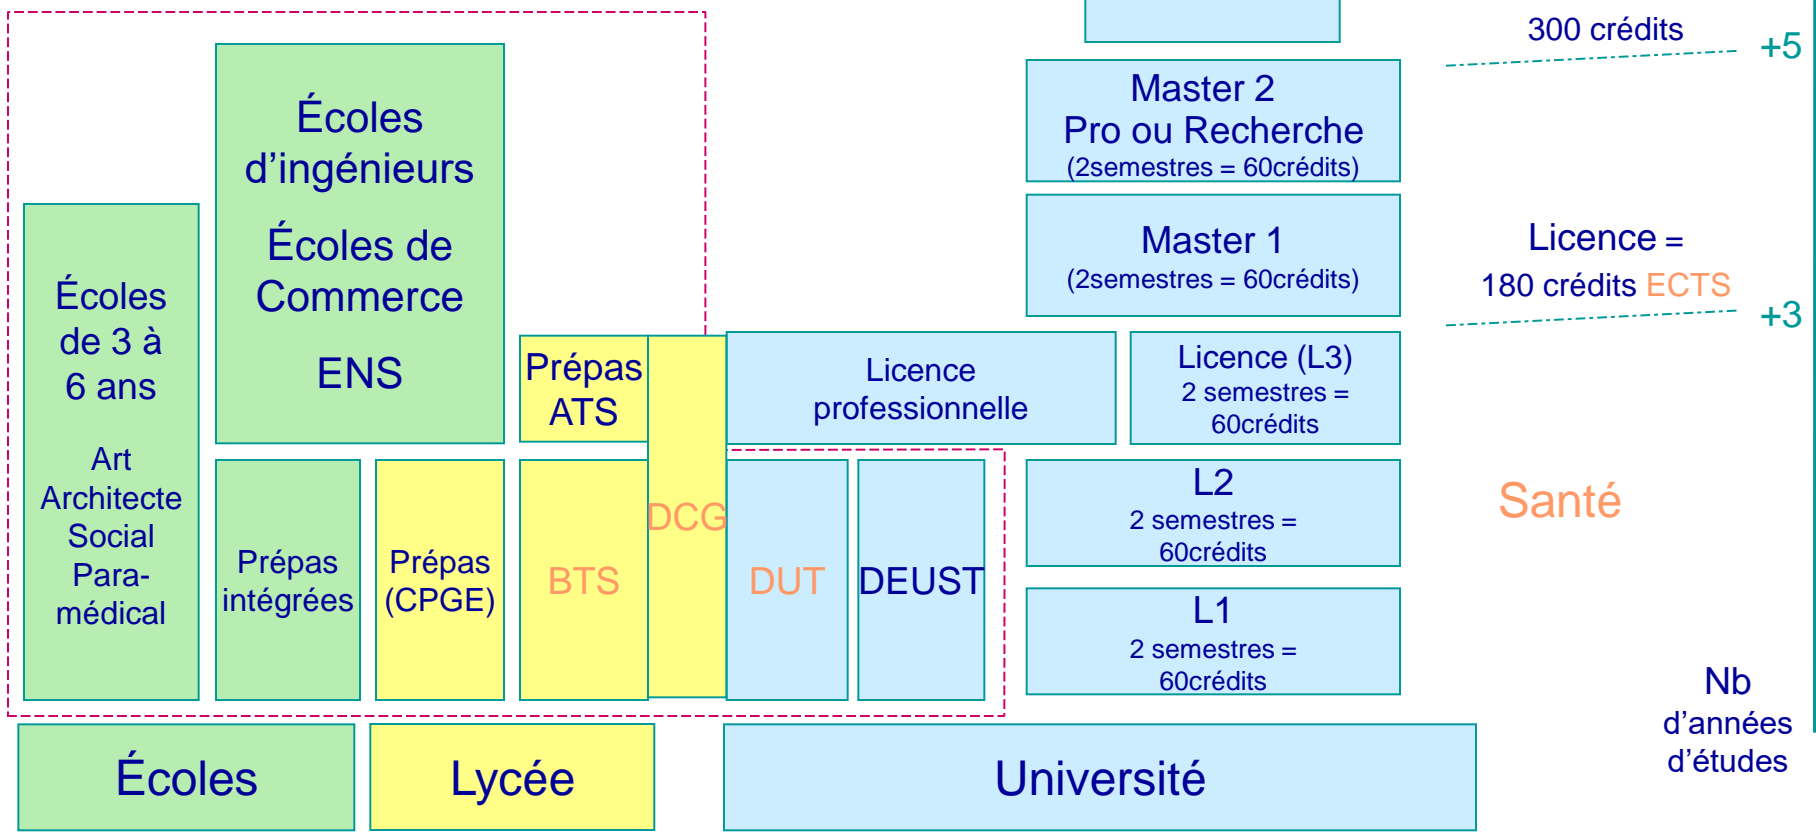 300 crédits
+5
Écoles
d’ingénieurs
Écoles de
Commerce
ENS
Master 2
Pro ou Recherche
(2semestres = 60crédits)
Master 1
(2semestres = 60crédits)
Licence =
180 crédits ECTS
+3
Écoles
de 3 à
6 ans
Art
Architecte
Social
Para-
médical
Prépas
ATS
Licence
professionnelle
Licence (L3)
2 semestres =
60crédits
Prépas
intégrées
Prépas
(CPGE)
BTS
DCG
DUT
DEUST
L2
2 semestres =
60crédits
Santé
L1
2 semestres =
60crédits
Nb
d’années
d’études
Écoles
Lycée
Université